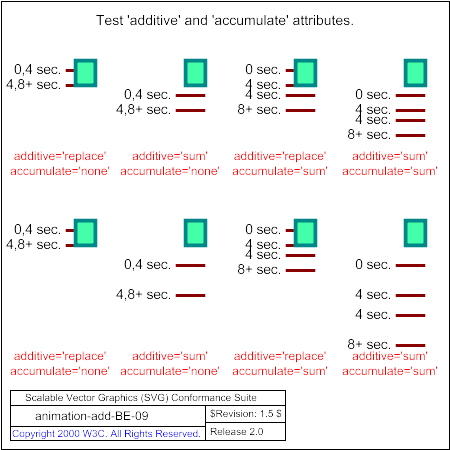 Test 'additive' and 'accumulate' attributes.
0,4 sec.
4,8+ sec.
0,4 sec.
4,8+ sec.
0 sec.
4 sec.
4 sec.
8+ sec.
0 sec.
4 sec.
4 sec.
8+ sec.
additive='replace' additive='sum' additive='replace' additive='sum'
accumulate='none' accumulate='none' accumulate='sum' accumulate='sum'
0,4 sec.
4,8+ sec.
0,4 sec.
4,8+ sec.
0 sec.
4 sec.
4 sec.
8+ sec.
0 sec.
4 sec.
4 sec.
8+ sec.
additive='replace' additive='sum' additive='replace' additive='sum'
accumulate='none' accumulate='none' accumulate='sum' accumulate='sum'
Scalable Vector Graphics (SVG) Conformance Suite
animation-add-BE-09
$Revision: 1.5 $
Copyright 2000 W3C. All Rights Reserved.
Release 2.0